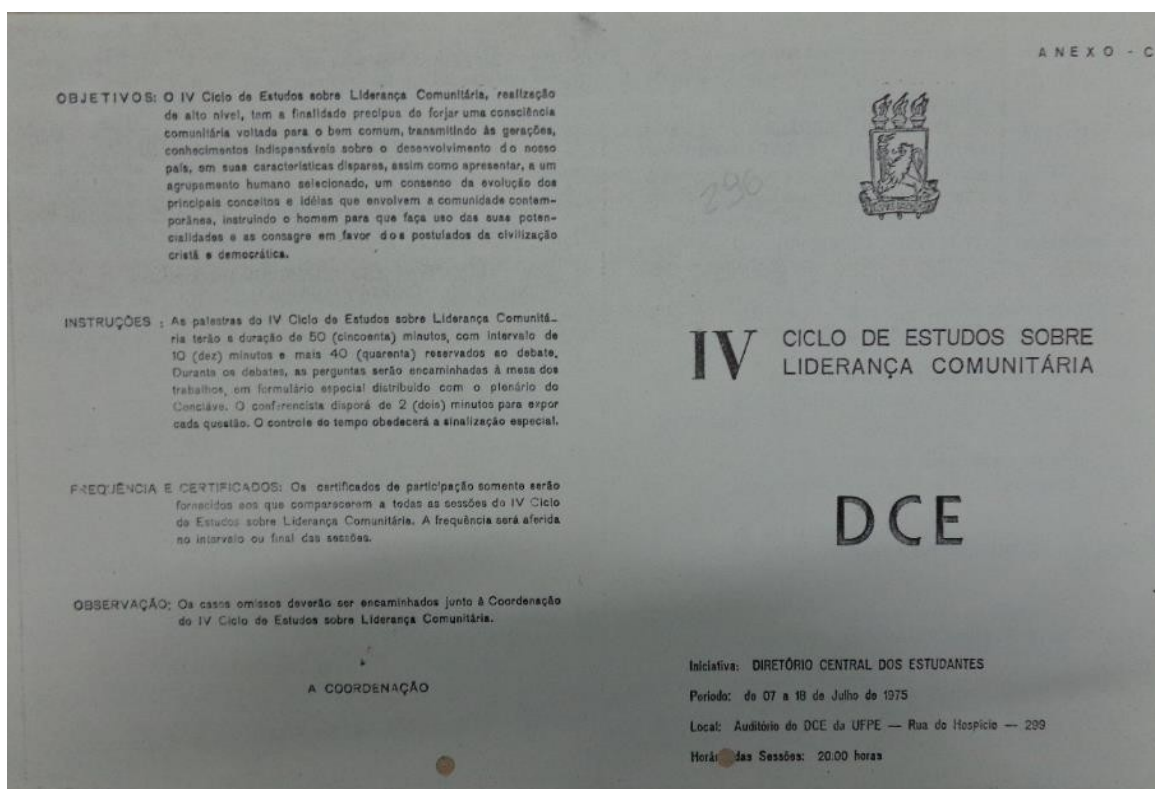 OBJETIVOS: O IV Ciclo de Estudos sobre Liderança Comunitária, realização
de alto nível, tem a finalidade precípua de forjar uma consciência
comunitária voltada para o bem comum, transmitindo às gerações,
conhecimentos indispensáveis sobre o desenvolvimento do nosso
país, em suas características díspares, assim como apresentar, a um
agrupamento humano selecionado, um consenso da evolução dos
principais conceitos e idéias que envolvem a comunidade contem-
porânea, instruindo o homem para que faça uso das suas poten-
cialidades e as consagre em favor dos postulados da civilização
cristã e democrática.
INSTRUÇÕES : As palestras do IV Ciclo de Estudos sobre Liderança Comunitá-
ria terão a duração de 50 (cincoenta) minutos, com intervalo de
10 (dez) minutos e mais 40 (quarenta) reservados ao debate.
Durante os debates, as perguntas serão encaminhadas à mesa dos
trabalhos, em formulário especial distribuído com o plenário do
Conclave. O conferencista disporá de 2 (dois) minutos para expor
cada questão. O controle do tempo obedecerá a sinalização especial.
FREQUÊNCIA E CERTIFICADOS: Os certificados de participação somente serão
fornecidos aos que comparecerem a todas as sessões do IV Ciclo
de Estudos sobre Liderança Comunitária. A frequência será aferida
no intervalo ou final das sessões.
OBSERVAÇÃO: Os casos omissos deverão ser encaminhados junto à Coordenação
do IV Ciclo de Estudos sobre Liderança Comunitária.
A COORDENAÇÃO
ANEXO - C
290
IV CICLO DE ESTUDOS SOBRE
LIDERANÇA COMUNITÁRIA
DCE
Iniciativa: DIRETÓRIO CENTRAL DOS ESTUDANTES
Período: de 07 a 18 de Julho de 1975
Local: Auditório do DCE da UFPE — Rua do Hospício — 299
das Sessões: 20:00 horas